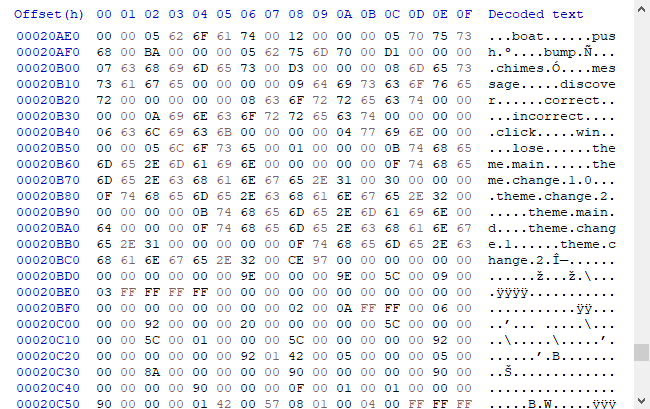 Offset(h) 00 01 02 03 04 05 06 07 08 09 0A 0B 0C 0D 0E 0F Decoded text
00020AE0 00 00 05 62 6F 61 74 00 12 00 00 00 05 70 75 73 ...boat......pus
00020AF0 68 00 BA 00 00 00 05 62 75 6D 70 00 D1 00 00 00 h.º....bump.Ñ...
00020B00 07 63 68 69 6D 65 73 00 D3 00 00 00 08 6D 65 73 .chimes.Ó....mes
00020B10 73 61 67 65 00 00 00 00 09 64 69 73 63 6F 76 65 sage.....discove
00020B20 72 00 00 00 00 00 08 63 6F 72 72 65 63 74 00 00 r......correct..
00020B30 00 00 0A 69 6E 63 6F 72 72 65 63 74 00 00 00 00 ...incorrect....
00020B40 06 63 6C 69 63 6B 00 00 00 00 04 77 69 6E 00 00 .click.....win..
00020B50 00 00 05 6C 6F 73 65 00 01 00 00 00 0B 74 68 65 ...lose......the
00020B60 6D 65 2E 6D 61 69 6E 00 00 00 00 00 0F 74 68 65 me.main......the
00020B70 6D 65 2E 63 68 61 6E 67 65 2E 31 00 30 00 00 00 me.change.1.0...
00020B80 0F 74 68 65 6D 65 2E 63 68 61 6E 67 65 2E 32 00 .theme.change.2.
00020B90 00 00 00 00 0B 74 68 65 6D 65 2E 6D 61 69 6E 00 .....theme.main.
00020BA0 64 00 00 00 0F 74 68 65 6D 65 2E 63 68 61 6E 67 d....theme.chang
00020BB0 65 2E 31 00 00 00 00 00 0F 74 68 65 6D 65 2E 63 e.1......theme.c
00020BC0 68 61 6E 67 65 2E 32 00 CE 97 00 00 00 00 00 00 hange.2.Î—......
00020BD0 00 00 00 00 00 00 9E 00 00 00 9E 00 5C 00 09 00 ......ž...ž.\...
00020BE0 03 FF FF FF FF 00 00 00 00 00 00 00 00 00 00 00 .ÿÿÿÿ...........
00020BF0 00 00 00 00 00 00 00 00 02 00 0A FF FF 00 06 00 ...........ÿÿ...
00020C00 00 00 92 00 00 00 20 00 00 00 00 00 5C 00 00 00 ..’... .....\...
00020C10 00 00 5C 00 01 00 00 00 5C 00 00 00 00 00 92 00 ..\.....\.....’.
00020C20 00 00 00 00 00 00 92 01 42 00 05 00 00 00 05 00 ......’.B.......
00020C30 00 00 8A 00 00 00 00 00 90 00 00 00 00 00 90 00 ..Š.............
00020C40 00 00 00 00 90 00 00 00 0F 00 01 00 01 00 00 00 ................
00020C50 90 00 00 00 01 42 00 57 08 01 00 04 00 FF FF FF .....B.W.....ÿÿÿ